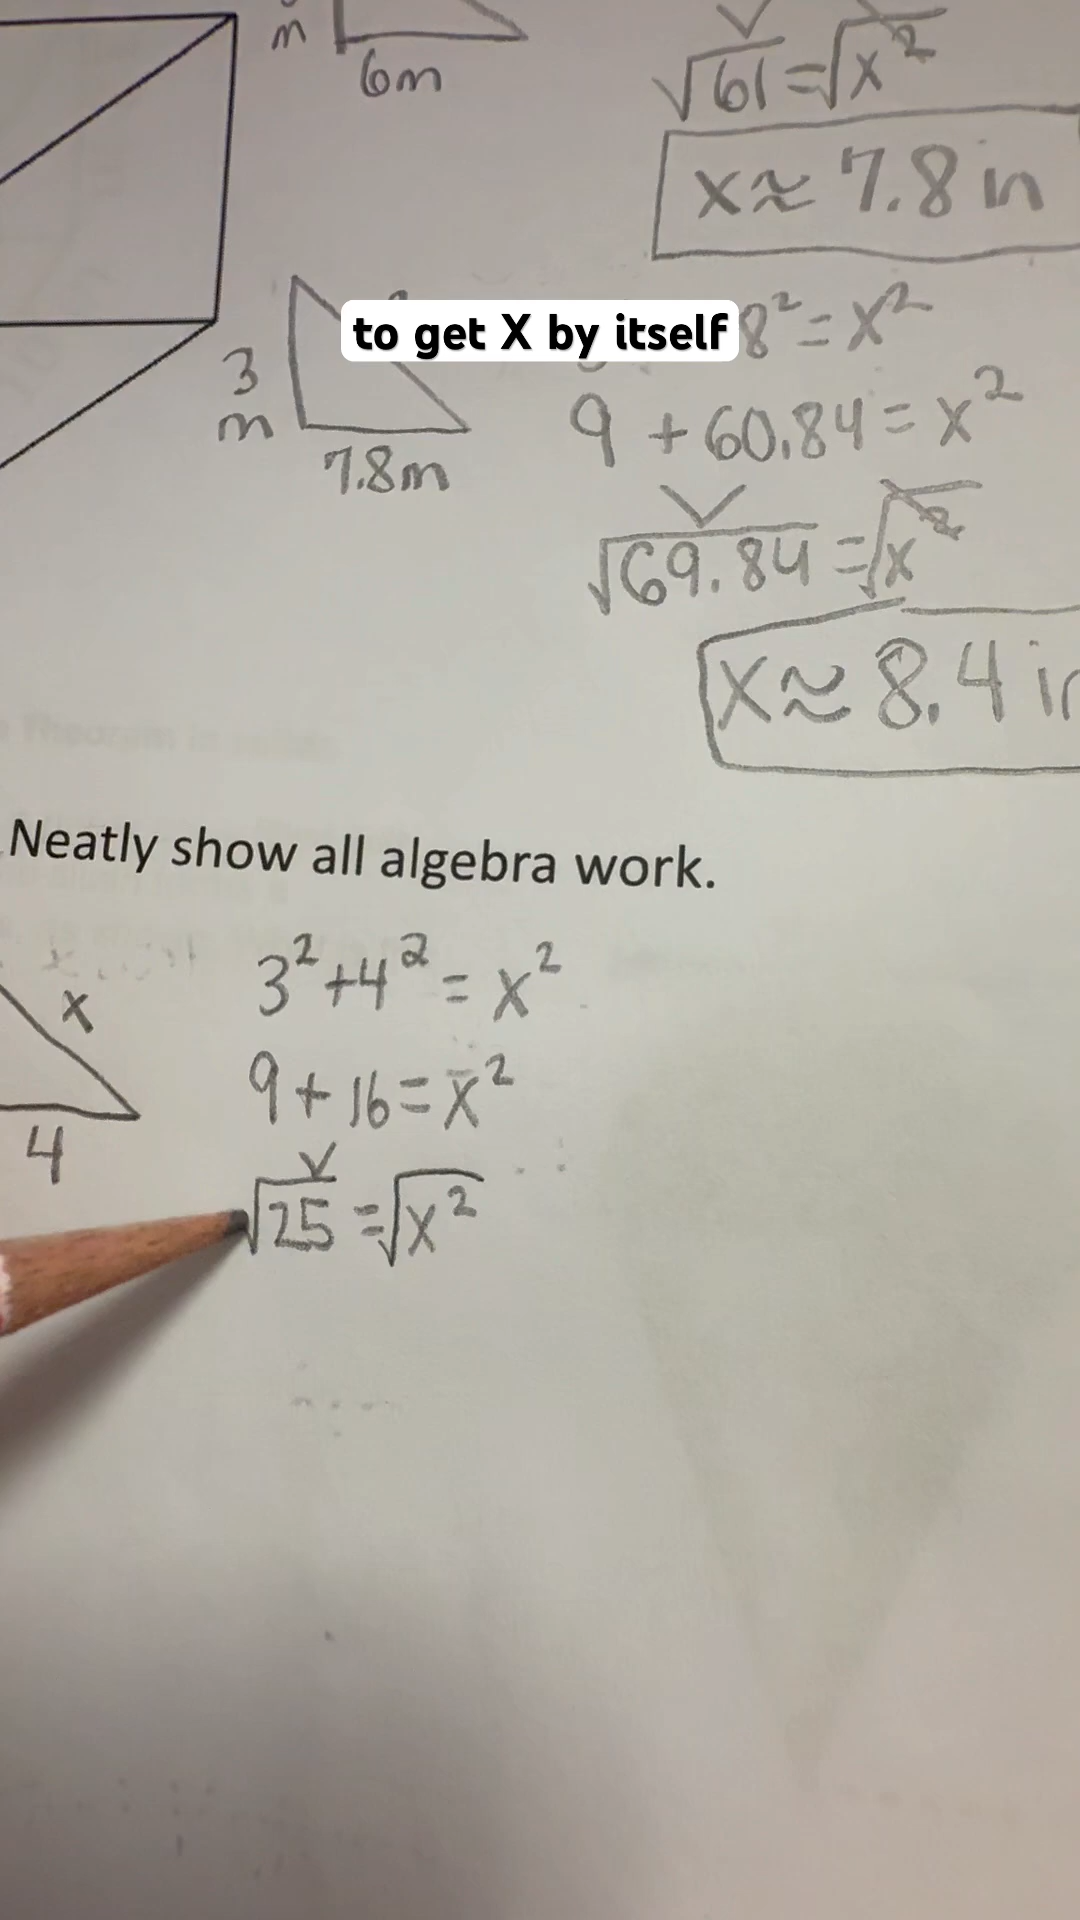 m
6m
√61 = √x²
x ≈ 7.8 in
to get X by itself
8² = x²
3
m
7.8m
9 + 60.84 = x²
√69.84 = √x²
x ≈ 8.4 in
Neatly show all algebra work.
x
4
3² + 4² = x²
9 + 16 = x²
√25 = √x²